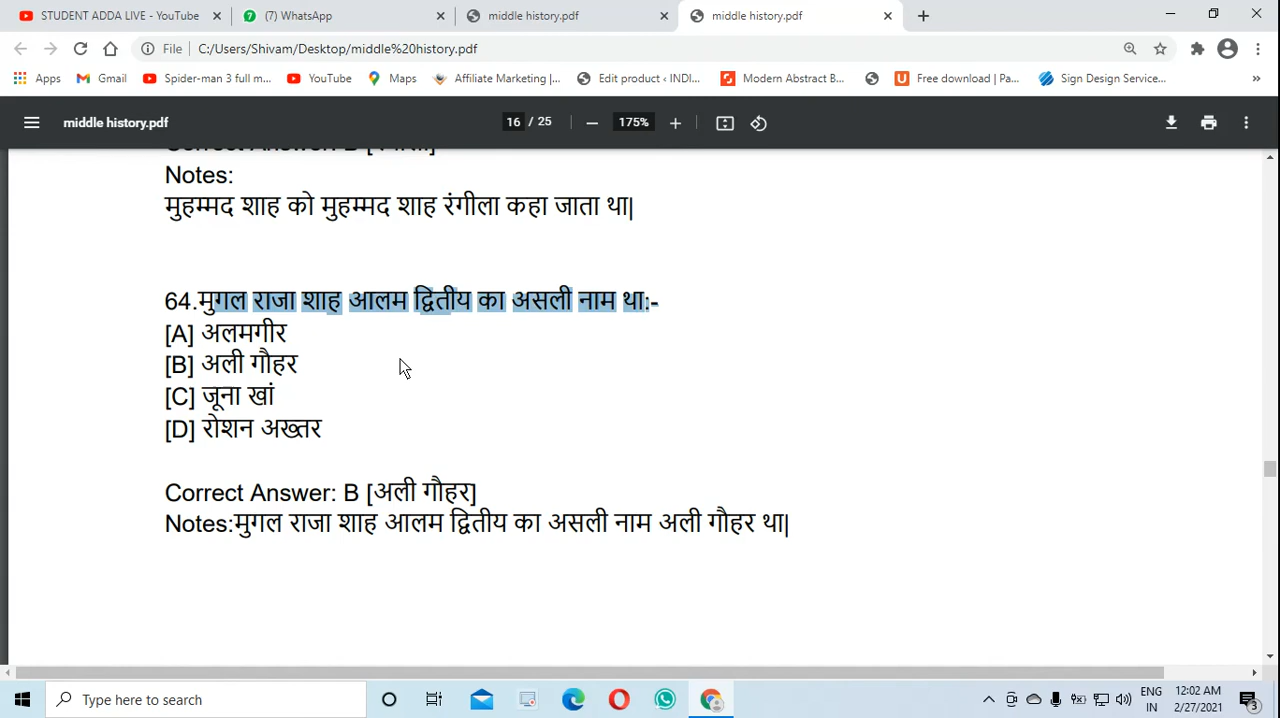 STUDENT ADDA LIVE - YouTube
(7) WhatsApp
middle history.pdf
middle history.pdf
File
C:/Users/Shivam/Desktop/middle%20history.pdf
Apps
Gmail
Spider-man 3 full m...
YouTube
Maps
Affiliate Marketing |...
Edit product ‹ INDI...
Modern Abstract B...
Free download | Pa...
Sign Design Service...
»
middle history.pdf
16 / 25
175%
Notes:
मुहम्मद शाह को मुहम्मद शाह रंगीला कहा जाता था|
64.मुगल राजा शाह आलम द्वितीय का असली नाम था:-
[A] अलमगीर
[B] अली गौहर
[C] जूना खां
[D] रोशन अख्तर
Correct Answer: B [अली गौहर]
Notes:मुगल राजा शाह आलम द्वितीय का असली नाम अली गौहर था|
Type here to search
ENG
IN
12:02 AM
2/27/2021
3